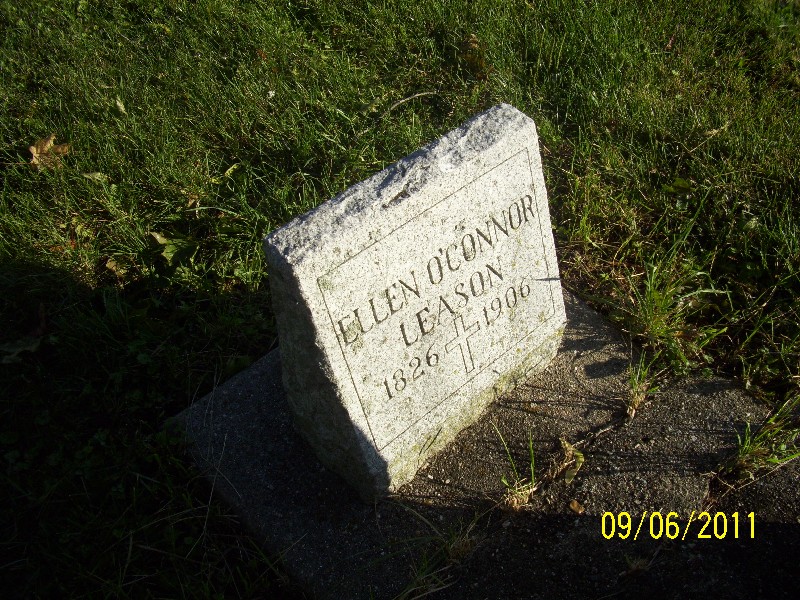 ELLEN O'CONNOR
LEASON
1826 1906
09/06/2011